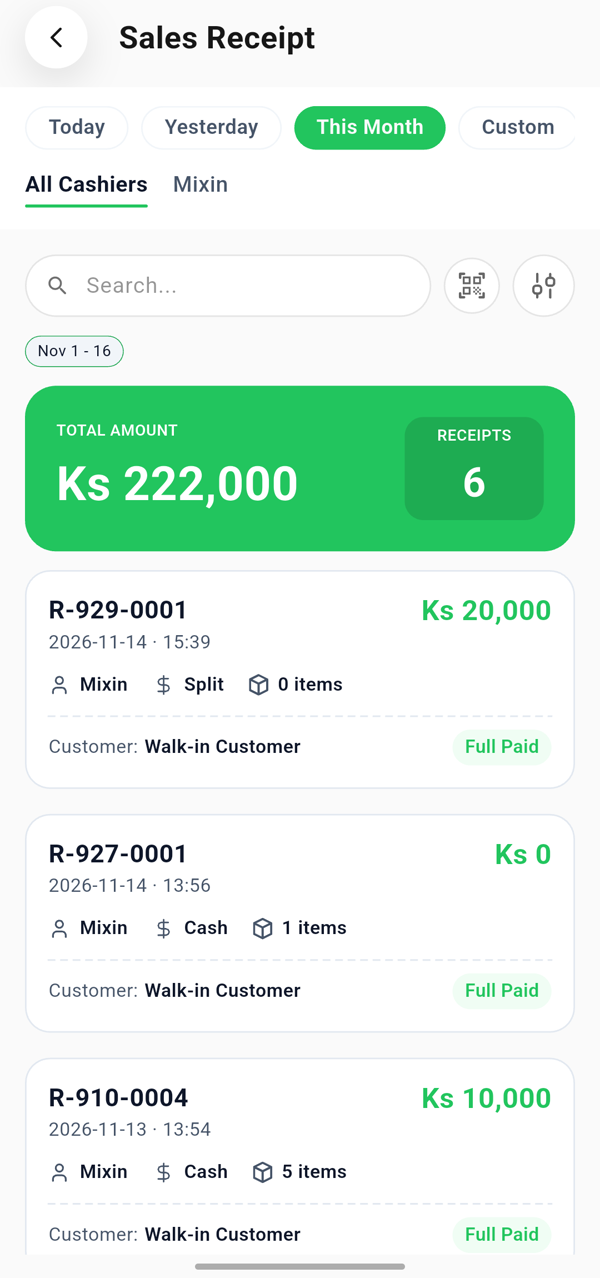 Sales Receipt
Today Yesterday This Month Custom
All Cashiers Mixin
Search...
Nov 1 - 16
TOTAL AMOUNT
Ks 222,000
RECEIPTS
6
R-929-0001 Ks 20,000
2026-11-14 · 15:39
Mixin $ Split 0 items
Customer: Walk-in Customer Full Paid
R-927-0001 Ks 0
2026-11-14 · 13:56
Mixin $ Cash 1 items
Customer: Walk-in Customer Full Paid
R-910-0004 Ks 10,000
2026-11-13 · 13:54
Mixin $ Cash 5 items
Customer: Walk-in Customer Full Paid